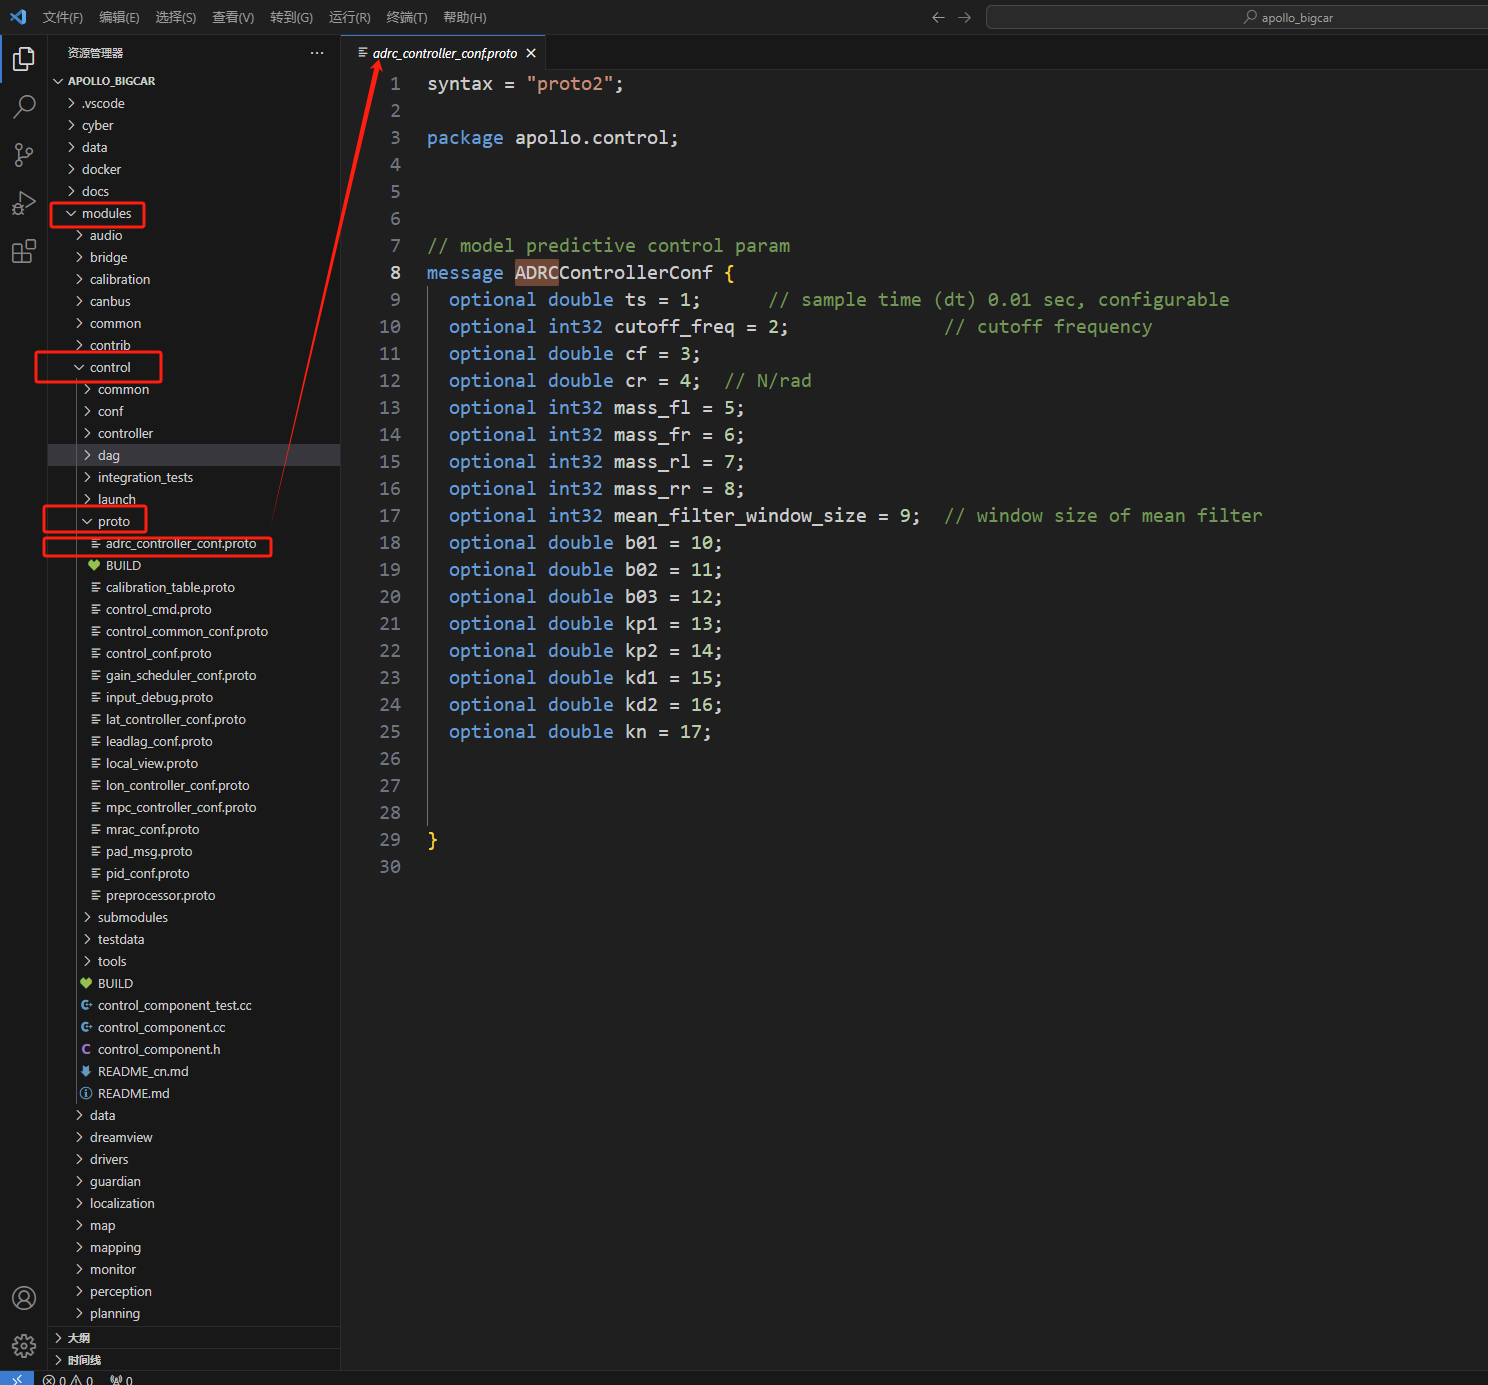 文件(F) 编辑(E) 选择(S) 查看(V) 转到(G) 运行(R) 终端(T) 帮助(H)
apollo_bigcar
资源管理器
APOLLO_BIGCAR
.vscode
cyber
data
docker
docs
modules
audio
bridge
calibration
canbus
common
contrib
control
common
conf
controller
dag
integration_tests
launch
proto
adrc_controller_conf.proto
BUILD
calibration_table.proto
control_cmd.proto
control_common_conf.proto
control_conf.proto
gain_scheduler_conf.proto
input_debug.proto
lat_controller_conf.proto
leadlag_conf.proto
local_view.proto
lon_controller_conf.proto
mpc_controller_conf.proto
mrac_conf.proto
pad_msg.proto
pid_conf.proto
preprocessor.proto
submodules
testdata
tools
BUILD
control_component_test.cc
control_component.cc
control_component.h
README_cn.md
README.md
data
dreamview
drivers
guardian
localization
map
mapping
monitor
perception
planning
大纲
时间线
0 0 0
adrc_controller_conf.proto
1 syntax = "proto2";
2
3 package apollo.control;
4
5
6
7 // model predictive control param
8 message ADRCControllerConf {
9 optional double ts = 1; // sample time (dt) 0.01 sec, configurable
10 optional int32 cutoff_freq = 2; // cutoff frequency
11 optional double cf = 3;
12 optional double cr = 4; // N/rad
13 optional int32 mass_fl = 5;
14 optional int32 mass_fr = 6;
15 optional int32 mass_rl = 7;
16 optional int32 mass_rr = 8;
17 optional int32 mean_filter_window_size = 9; // window size of mean filter
18 optional double b01 = 10;
19 optional double b02 = 11;
20 optional double b03 = 12;
21 optional double kp1 = 13;
22 optional double kp2 = 14;
23 optional double kd1 = 15;
24 optional double kd2 = 16;
25 optional double kn = 17;
26
27
28
29 }
30